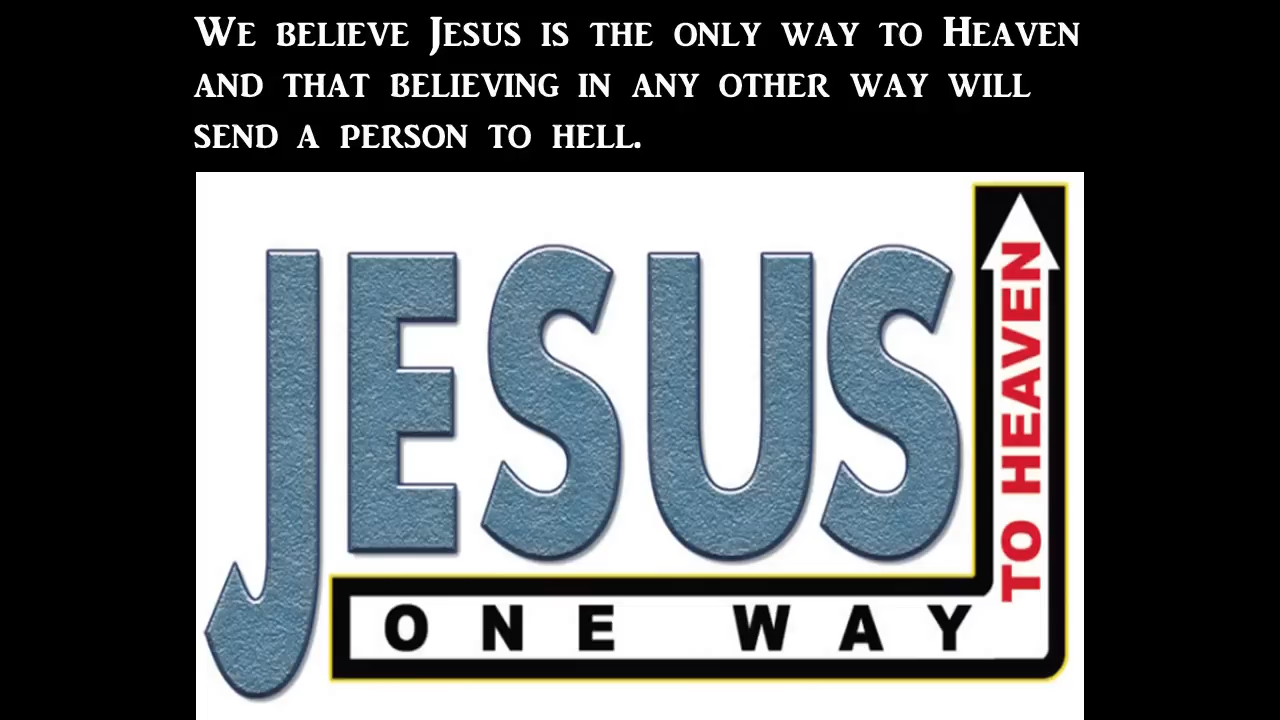 We believe Jesus is the only way to Heaven
and that believing in any other way will
send a person to hell.
JESUS
ONE WAY
TO HEAVEN